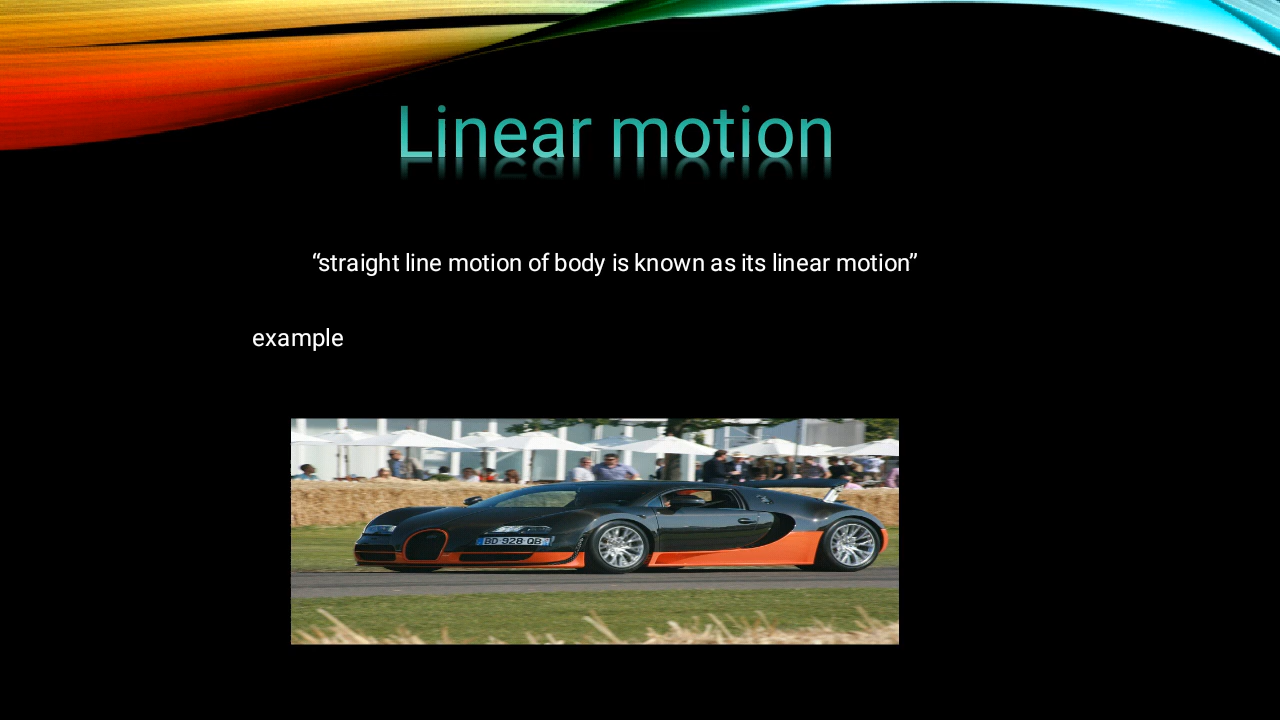 Linear motion
“straight line motion of body is known as its linear motion”
example
BD 928 QB